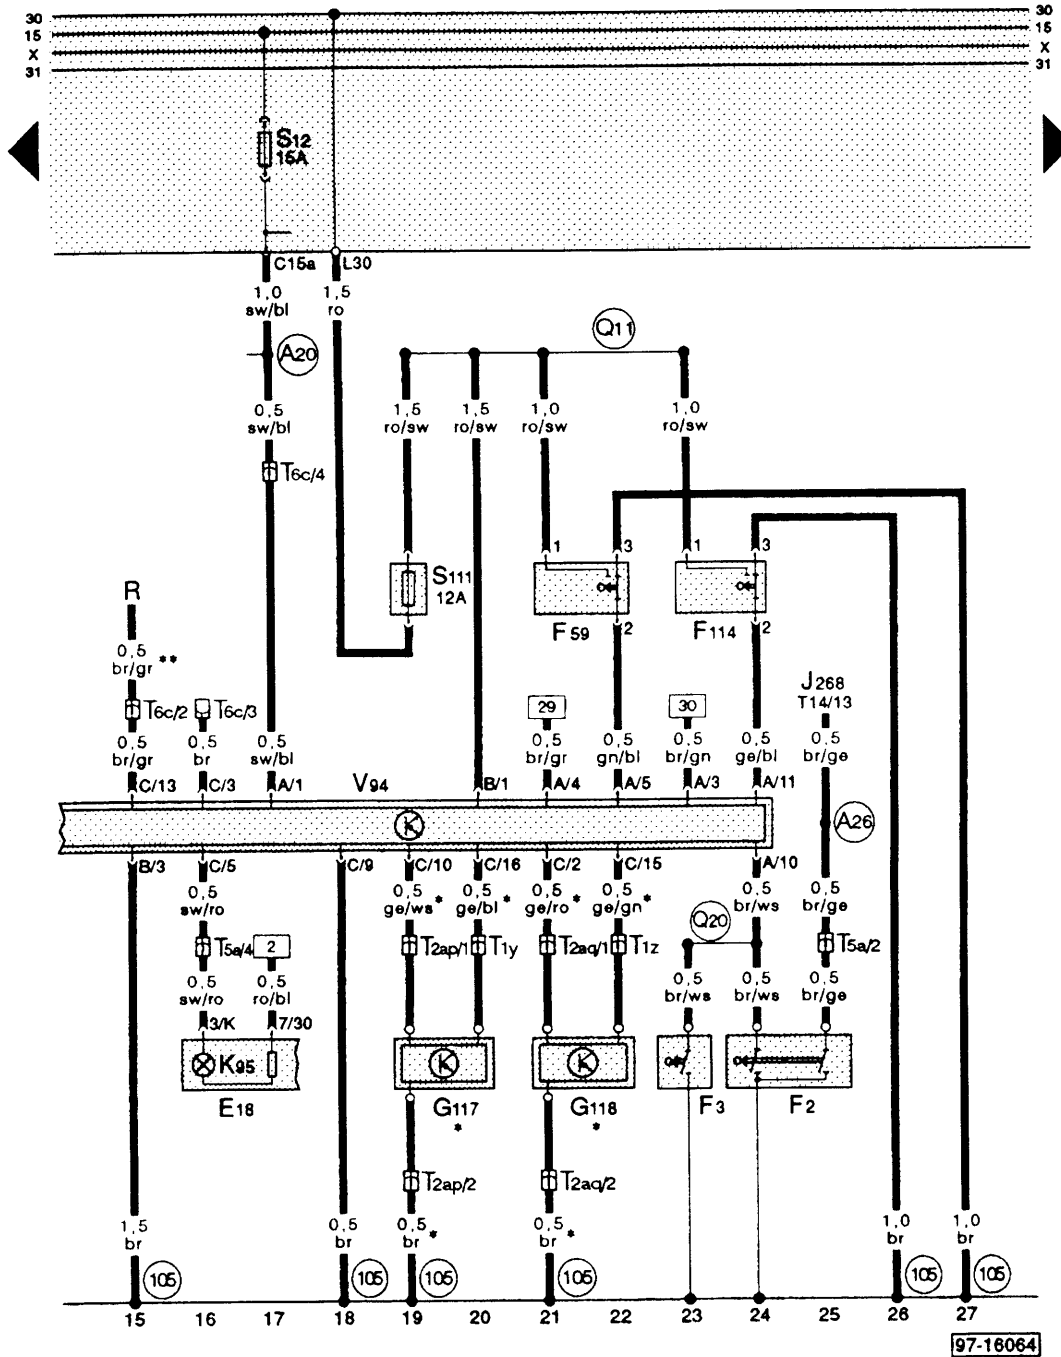 30 30
15 15
X X
31 31
S12
15A
C15a L30
1,0 1,5
sw/bl ro
Q11
A20
0,5 1,5 1,5 1,0 1,0
sw/bl ro/sw ro/sw ro/sw ro/sw
T6c/4
1 3 1 3
S111
12A
R
F59 2 F114 2
0,5
br/gr **
J268
T14/13
T6c/2 T6c/3 29 30
0,5 0,5 0,5 0,5 0,5 0,5 0,5 0,5
br/gr br sw/bl br/gr gn/bl br/gn ge/bl br/ge
C/13 C/3 A/1 V94 B/1 A/4 A/5 A/3 A/11
A26
B/3 C/5 C/9 C/10 C/16 C/2 C/15 A/10
0,5 0,5 0,5 0,5 0,5 0,5 0,5
sw/ro ge/ws* ge/bl* ge/ro* ge/gn* br/ws br/ge
Q20
T5a/4 2 T2ap/1 T1y T2aq/1 T1z T5a/2
0,5 0,5 0,5 0,5 0,5
sw/ro ro/bl br/ws br/ws br/ge
3/K 7/30
K95
E18 G117 G118 F3 F2
* *
T2ap/2 T2aq/2
1,5 0,5 0,5 0,5 1,0 1,0
br br br * br * br br
105 105 105 105 105 105
15 16 17 18 19 20 21 22 23 24 25 26 27
97-16064